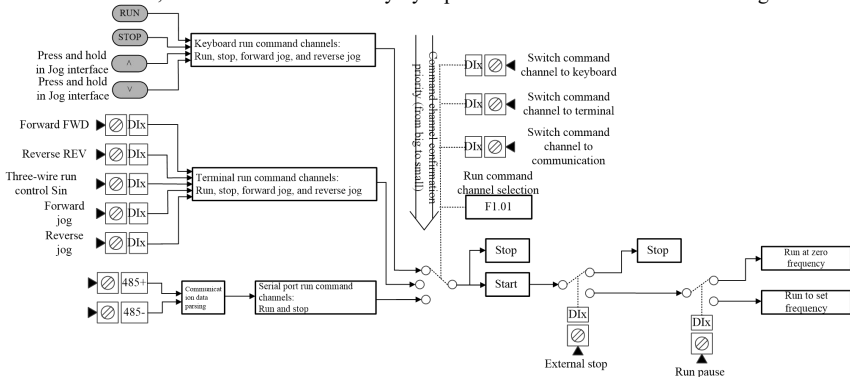 RUN
STOP
Press and hold
in Jog interface
^
Press and hold
in Jog interface
v
Keyboard run command channels:
Run, stop, forward jog, and reverse jog
Forward FWD
DIx
Reverse REV
DIx
Three-wire run
control Sin
DIx
Forward
jog
DIx
Reverse
jog
DIx
Terminal run command channels:
Run, stop, forward jog, and reverse jog
485+
485-
Communicat
ion data
parsing
Serial port run command
channels:
Run and stop
Command channel confirmation
priority (from big to small)
DIx
Switch command
channel to keyboard
DIx
Switch command
channel to terminal
DIx
Switch command
channel to
communication
Run command
channel selection
F1.01
Stop
Start
Stop
DIx
External stop
DIx
Run pause
Run at zero
frequency
Run to set
frequency